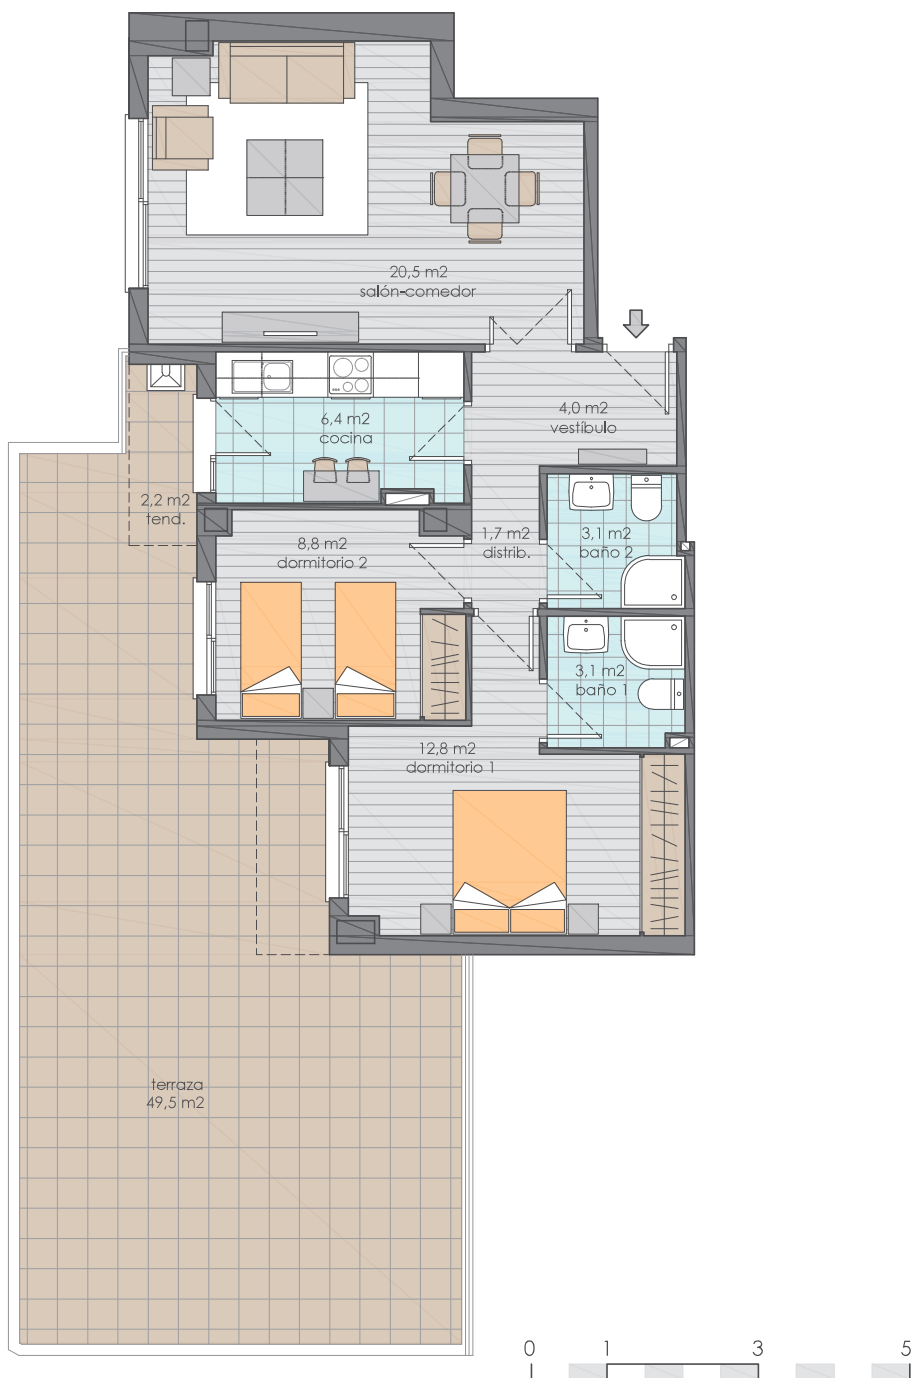 20,5 m2
salón-comedor
6,4 m2
cocina
4,0 m2
vestíbulo
2,2 m2
tend.
8,8 m2
dormitorio 2
1,7 m2
distrib.
3,1 m2
baño 2
3,1 m2
baño 1
12,8 m2
dormitorio 1
terraza
49,5 m2
0 1 3 5